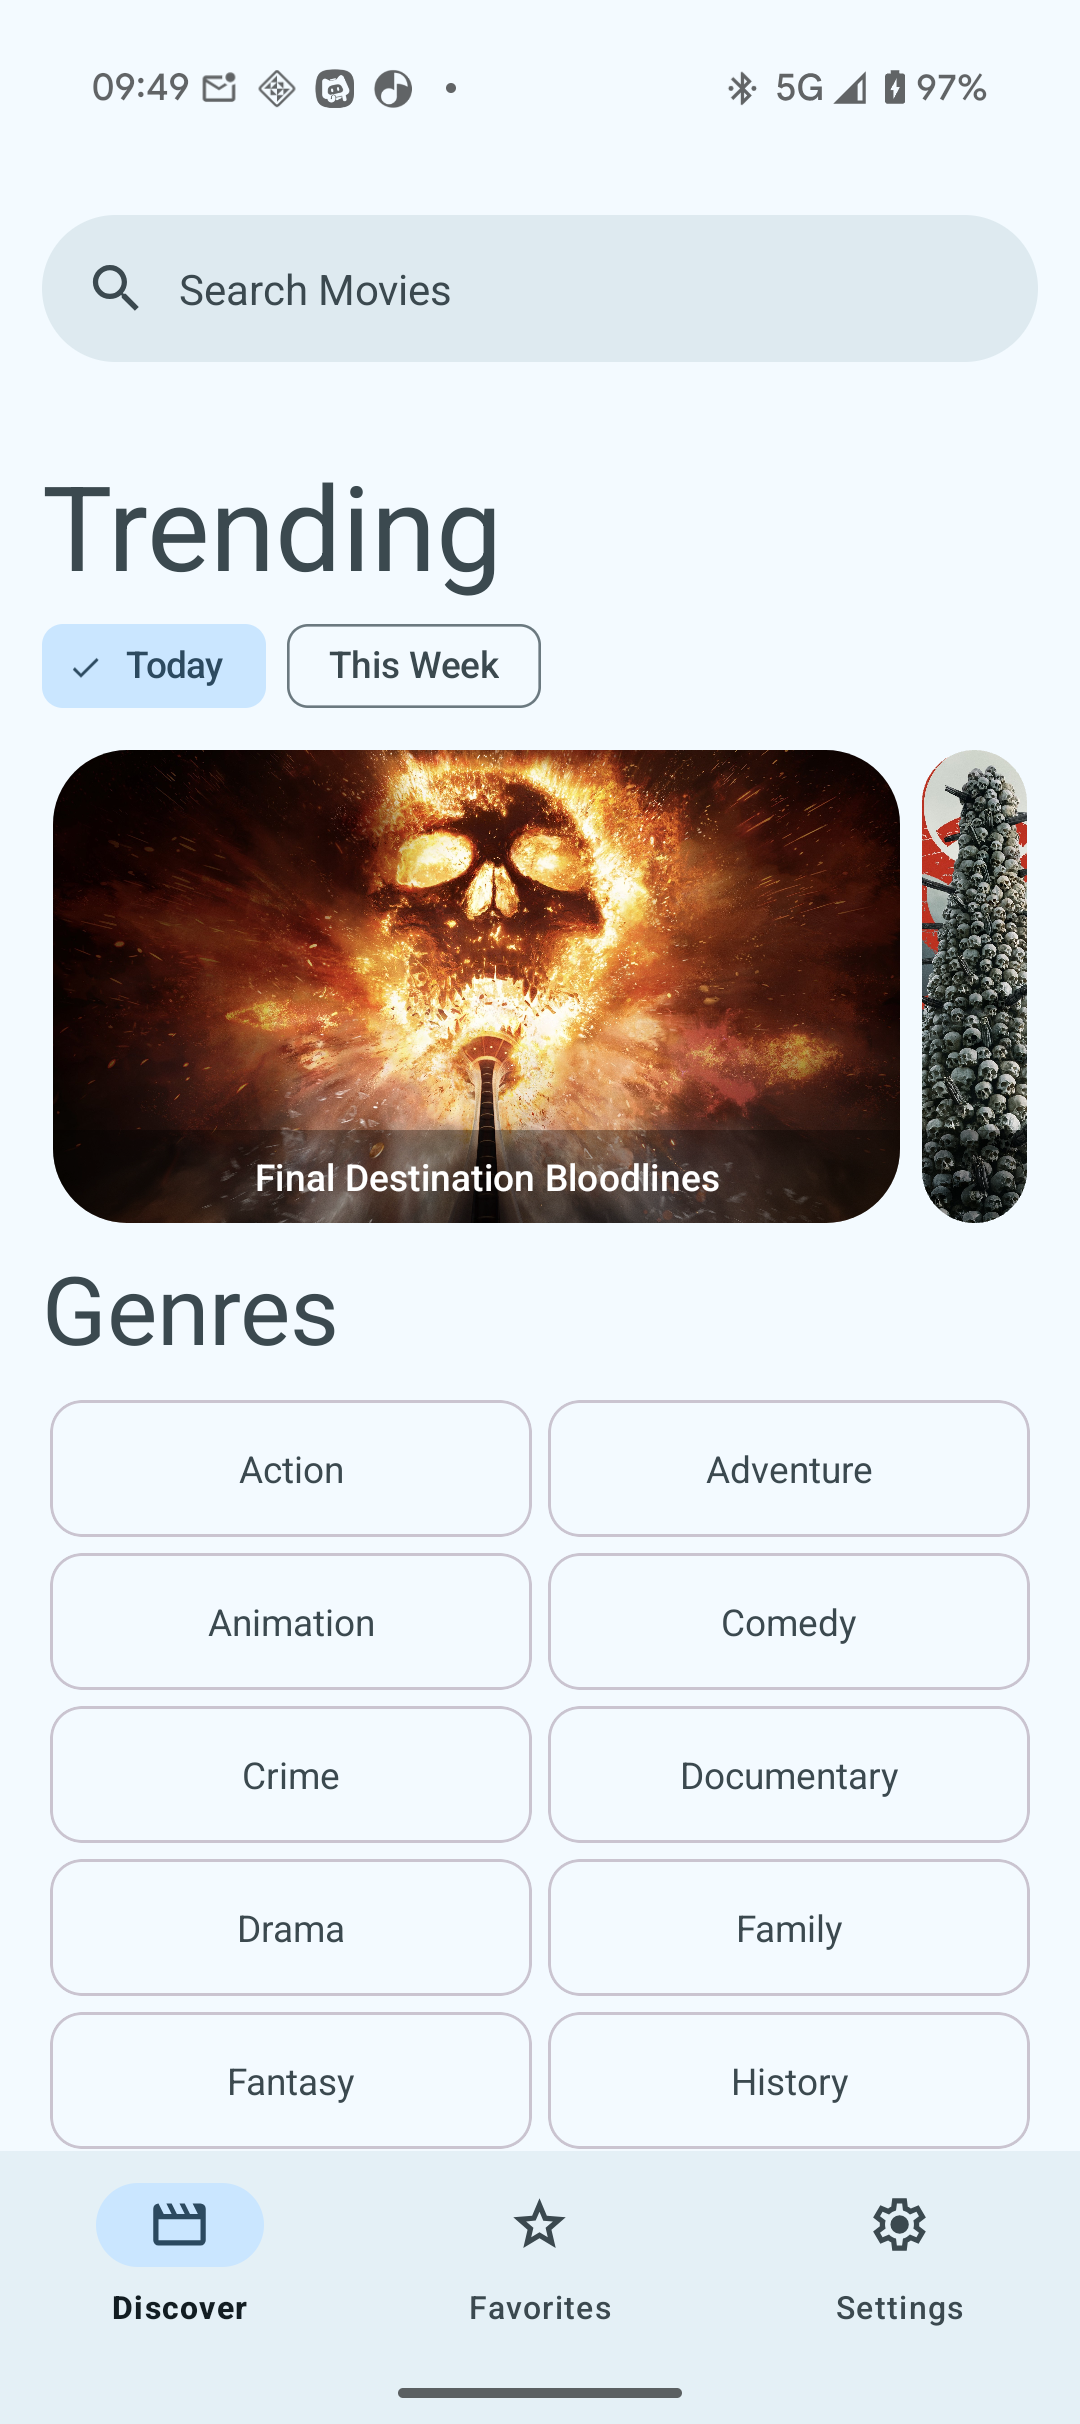 09:49 5G 97%
Search Movies
Trending
Today This Week
Final Destination Bloodlines
Genres
Action Adventure
Animation Comedy
Crime Documentary
Drama Family
Fantasy History
Discover Favorites Settings